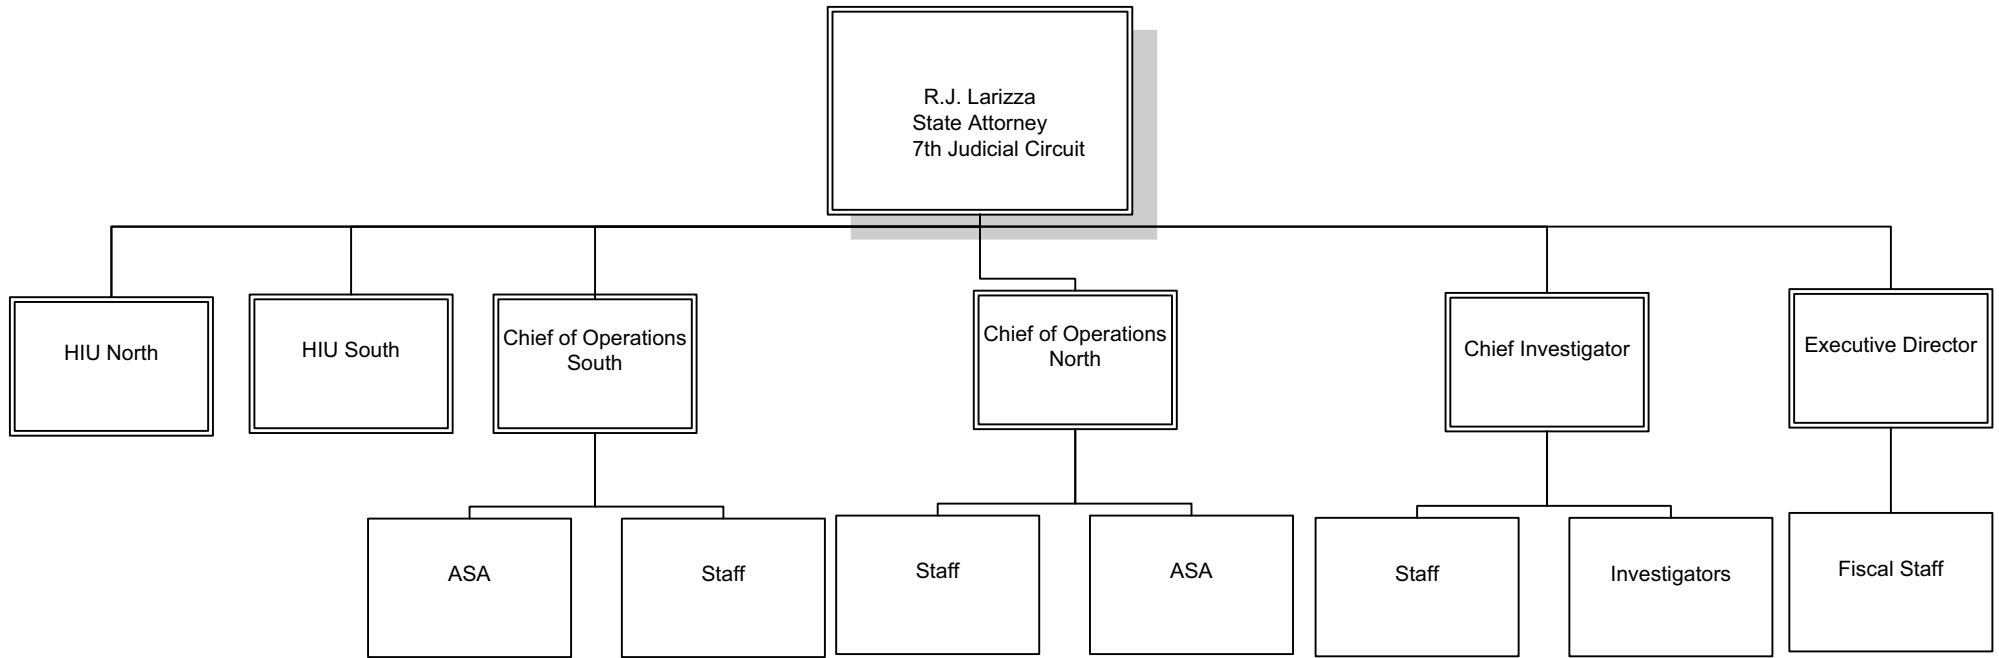 R.J. Larizza
State Attorney
7th Judicial Circuit
HIU North
HIU South
Chief of Operations
South
Chief of Operations
North
Chief Investigator
Executive Director
ASA
Staff
Staff
ASA
Staff
Investigators
Fiscal Staff